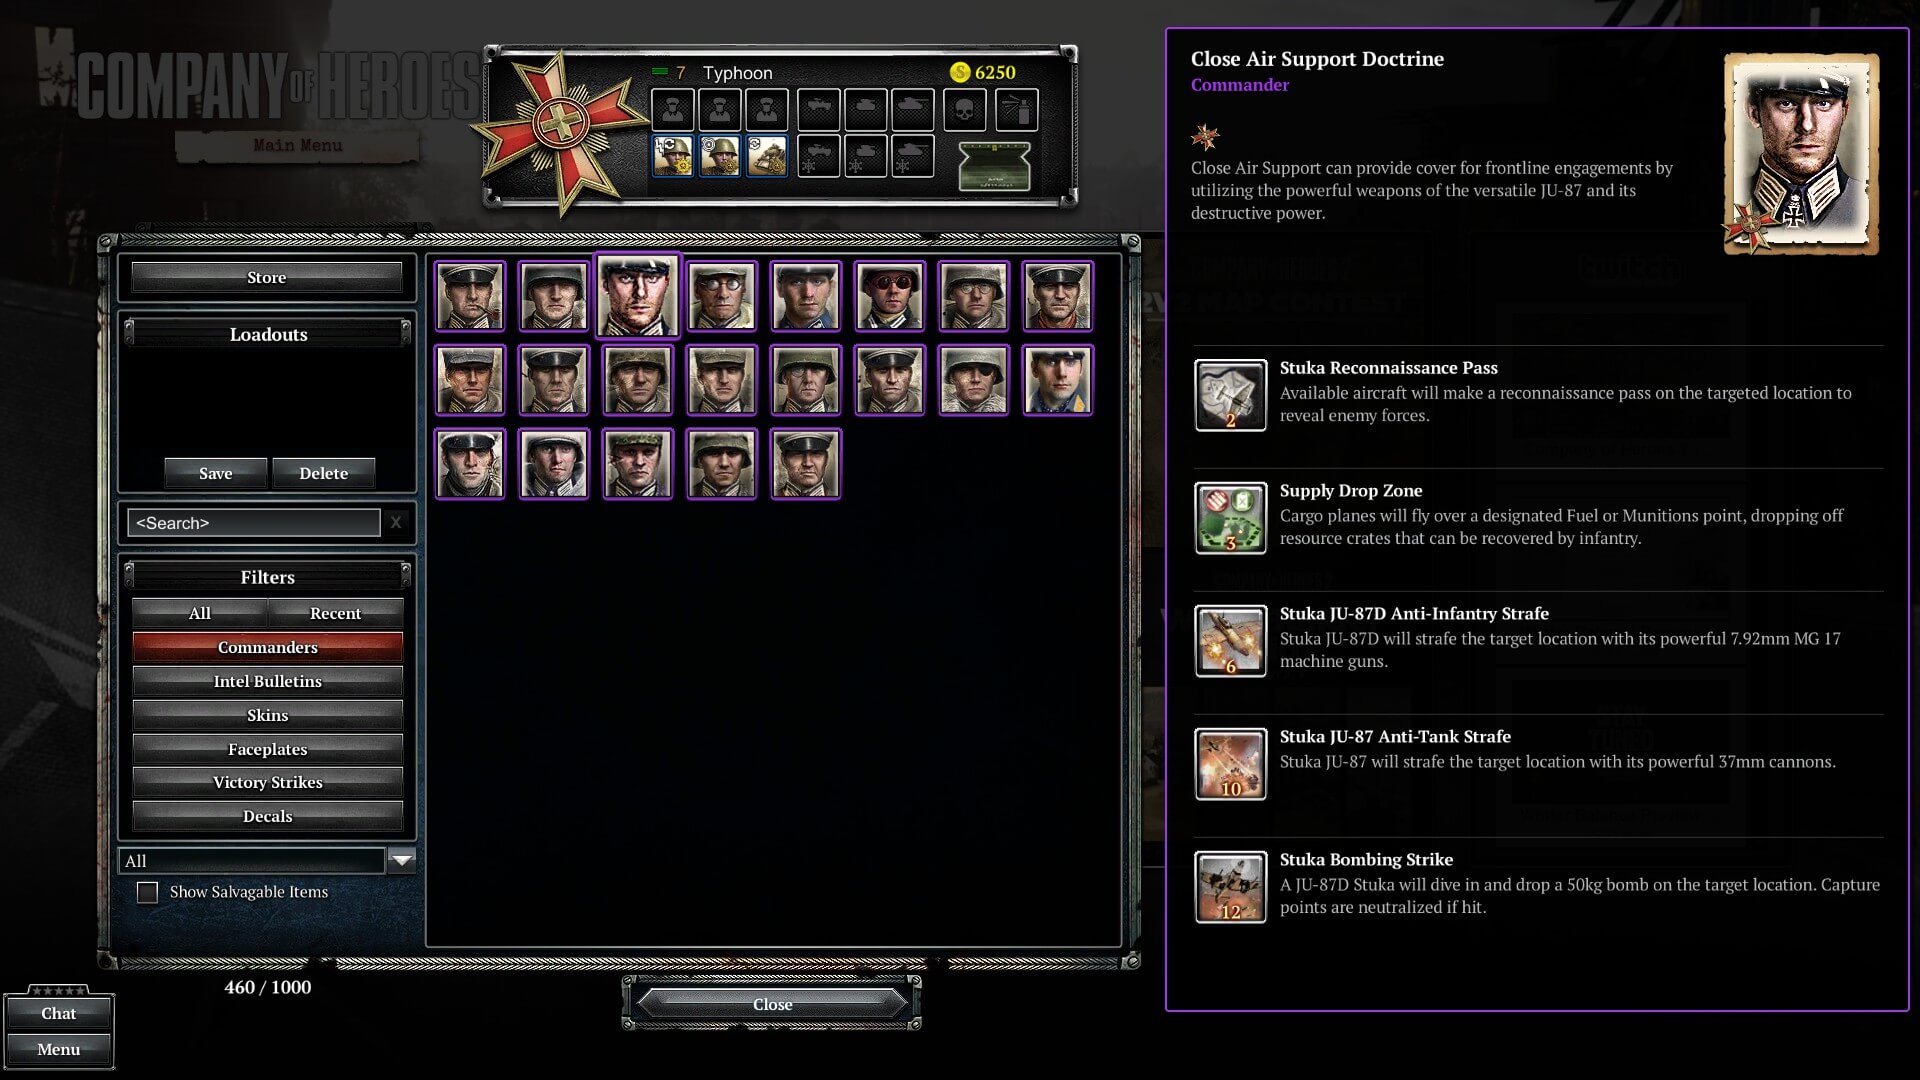 COMPANY OF HEROES
Main Menu
7 Typhoon
6250
Store
Loadouts
Save
Delete
<Search>
X
Filters
All
Recent
Commanders
Intel Bulletins
Skins
Faceplates
Victory Strikes
Decals
All
Show Salvagable Items
460 / 1000
Close
Chat
Menu
Close Air Support Doctrine
Commander
Close Air Support can provide cover for frontline engagements by
utilizing the powerful weapons of the versatile JU-87 and its
destructive power.
2
Stuka Reconnaissance Pass
Available aircraft will make a reconnaissance pass on the targeted location to
reveal enemy forces.
3
Supply Drop Zone
Cargo planes will fly over a designated Fuel or Munitions point, dropping off
resource crates that can be recovered by infantry.
6
Stuka JU-87D Anti-Infantry Strafe
Stuka JU-87D will strafe the target location with its powerful 7.92mm MG 17
machine guns.
10
Stuka JU-87 Anti-Tank Strafe
Stuka JU-87 will strafe the target location with its powerful 37mm cannons.
12
Stuka Bombing Strike
A JU-87D Stuka will dive in and drop a 50kg bomb on the target location. Capture
points are neutralized if hit.